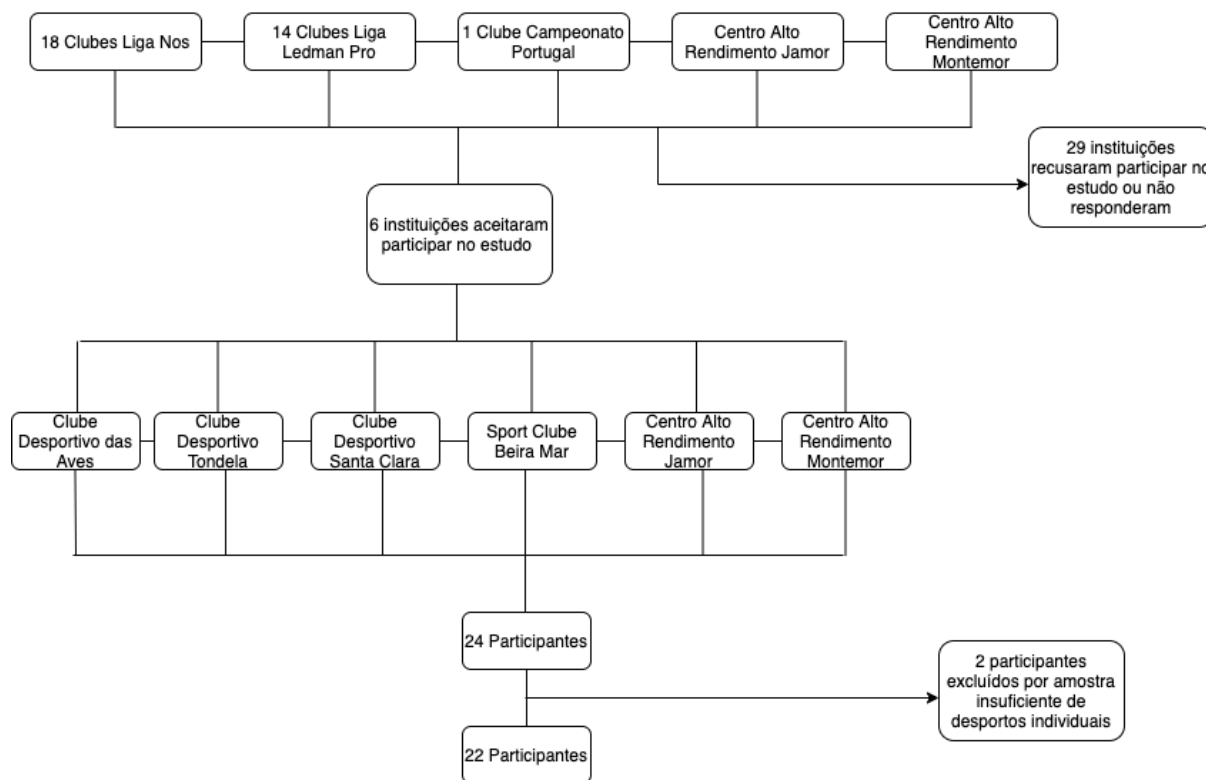 18 Clubes Liga Nos
14 Clubes Liga
Ledman Pro
1 Clube Campeonato
Portugal
Centro Alto
Rendimento Jamor
Centro Alto
Rendimento
Montemor
29 instituições
recusaram participar no
estudo ou não
responderam
6 instituições aceitaram
participar no estudo
Clube
Desportivo das
Aves
Clube
Desportivo
Tondela
Clube
Desportivo
Santa Clara
Sport Clube
Beira Mar
Centro Alto
Rendimento
Jamor
Centro Alto
Rendimento
Montemor
24 Participantes
2 participantes
excluídos por amostra
insuficiente de
desportos individuais
22 Participantes